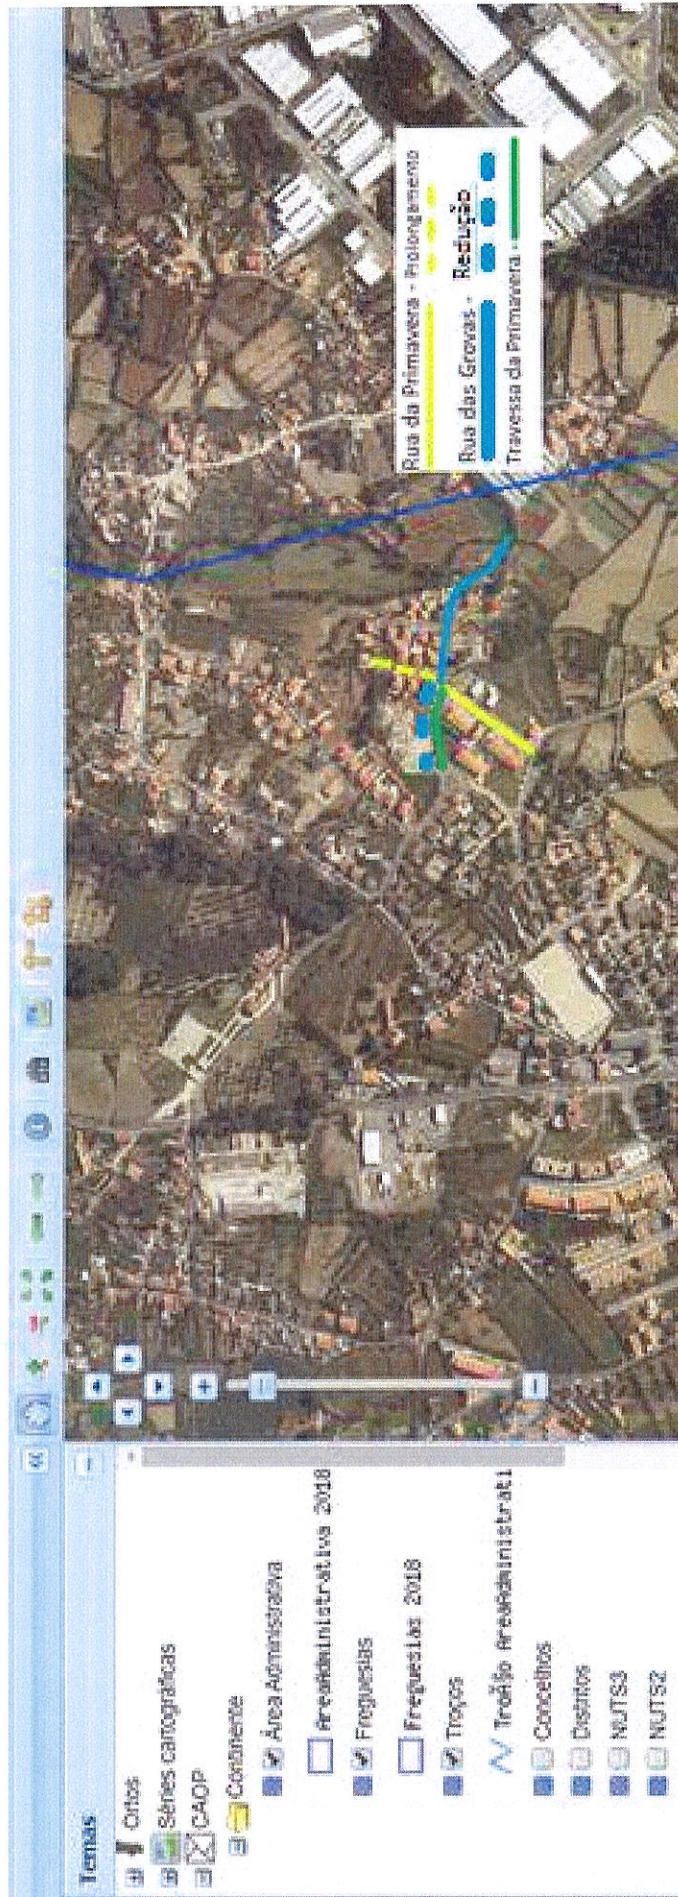 Temas
Ortos
Séries cartográficas
CAOP
Continente
Área Administrativa
AreaAdministrativa 2018
Freguesias
Freguesias 2018
Troços
TroÃ§o AreaAdministrati
Concelhos
Distritos
NUTS3
NUTS2
Rua da Primavera - Prolongamento
Rua das Grovas - Redução
Travessa da Primavera -